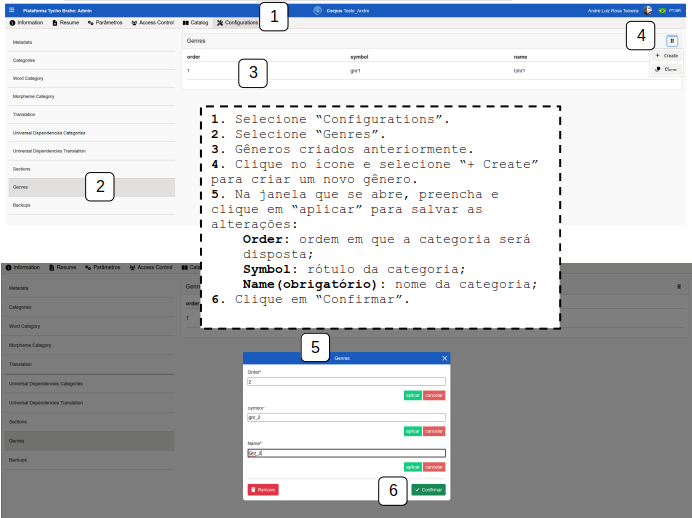 Plataforma Tycho Brahe: Admin
Corpus Teste_Andre
Andre Luiz Rosa Teixeira
PT-BR
Information Resume Parâmetros Access Control Catalog Configurations
1
Metadata
Categories
Word Category
Morpheme Category
Translation
Universal Dependencies Categories
Universal Dependencies Translation
Sections
Genres
Backups
2
Genres
order symbol name
1 gnr1 Gnr1
3
4
+ Create
Clone
1. Selecione “Configurations”.
2. Selecione “Genres”.
3. Gêneros criados anteriormente.
4. Clique no ícone e selecione “+ Create”
para criar um novo gênero.
5. Na janela que se abre, preencha e
clique em “aplicar” para salvar as
alterações:
Order: ordem em que a categoria será
disposta;
Symbol: rótulo da categoria;
Name(obrigatório): nome da categoria;
6. Clique em “Confirmar”.
Information Resume Parâmetros Access Control
Metadata
Categories
Word Category
Morpheme Category
Translation
Universal Dependencies Categories
Universal Dependencies Translation
Sections
Genres
Backups
1
5
Genres
Order*
2
aplicar cancelar
Symbol*
gnr_2
aplicar cancelar
Name*
Gnr_2
aplicar cancelar
Remove
6
Confirmar